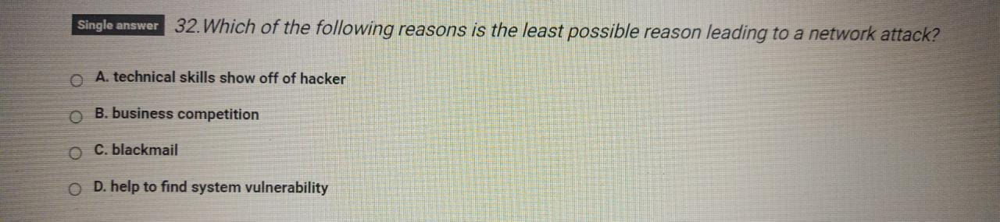 Single answer 32.Which of the following reasons is the least possible reason leading to a network attack?
A. technical skills show off of hacker
B. business competition
C. blackmail
D. help to find system vulnerability